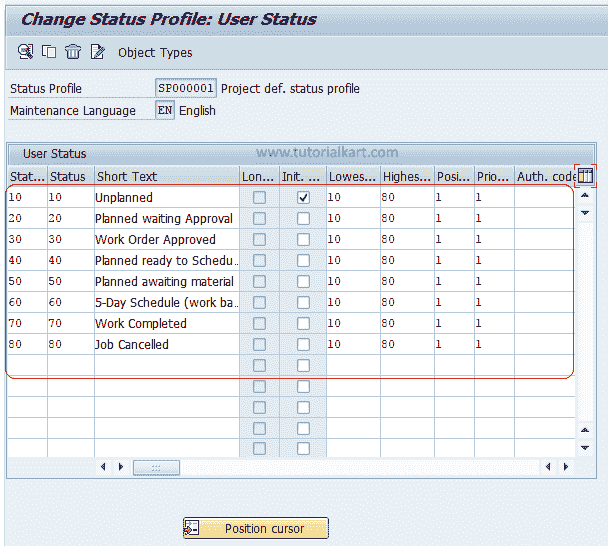 Change Status Profile: User Status
Object Types
Status Profile SP000001 Project def. status profile
Maintenance Language EN English
www.tutorialkart.com
User Status
Stat... Status Short Text Lon... Init. ... Lowes... Highes... Posi... Prio... Auth. code
10 10 Unplanned 10 80 1 1
20 20 Planned waiting Approval 10 80 1 1
30 30 Work Order Approved 10 80 1 1
40 40 Planned ready to Schedu... 10 80 1 1
50 50 Planned awaiting material 10 80 1 1
60 60 5-Day Schedule (work ba... 10 80 1 1
70 70 Work Completed 10 80 1 1
80 80 Job Cancelled 10 80 1 1
Position cursor